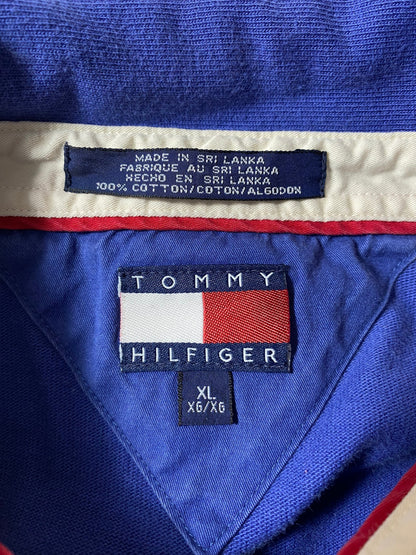 MADE IN SRI LANKA
FABRIQUE AU SRI LANKA
HECHO EN SRI LANKA
100% COTTON/COTON/ALGODON
TOMMY
HILFIGER
XL
XG/XG